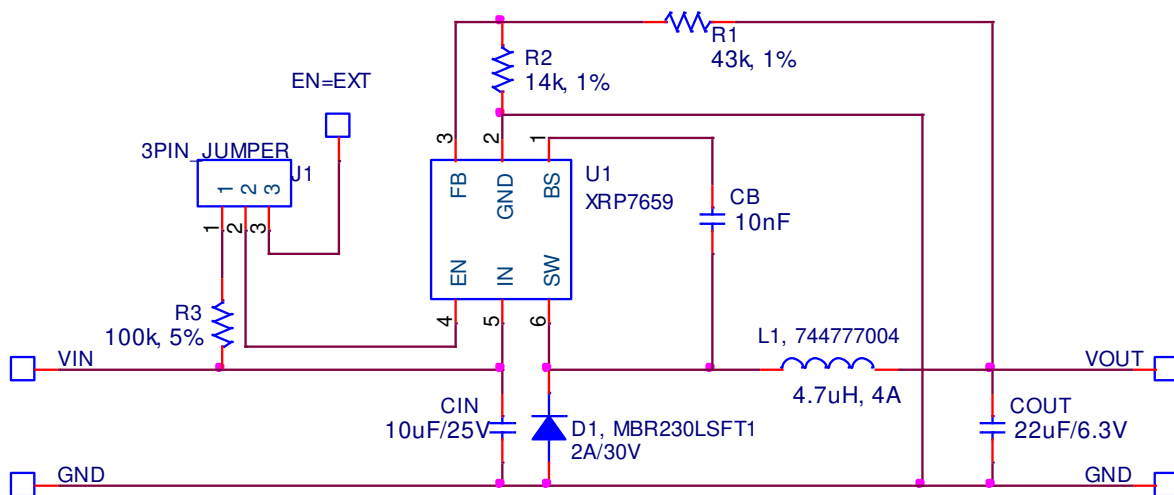 R1
43k, 1%
R2
14k, 1%
EN=EXT
3PIN_JUMPER
J1
1
2
3
1
2
3
3
2
1
FB
GND
BS
U1
XRP7659
EN
IN
SW
4
5
6
CB
10nF
R3
100k, 5%
L1, 744777004
4.7uH, 4A
VIN
VOUT
CIN
10uF/25V
D1, MBR230LSFT1
2A/30V
COUT
22uF/6.3V
GND
GND